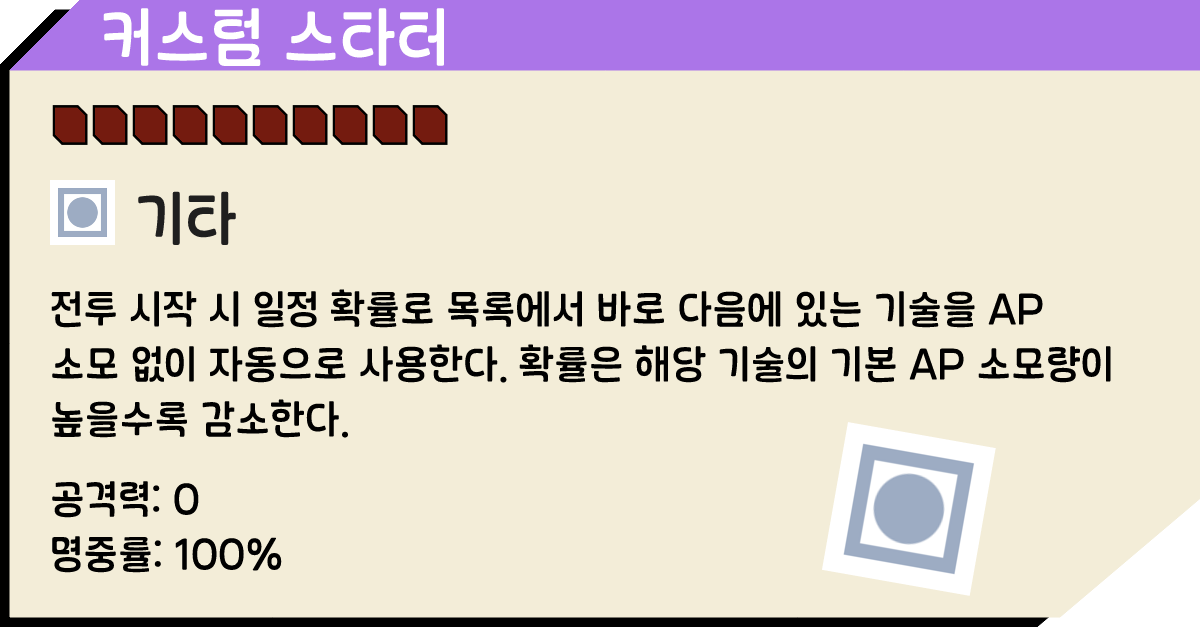 커스텀 스타터
기타
전투 시작 시 일정 확률로 목록에서 바로 다음에 있는 기술을 AP
소모 없이 자동으로 사용한다. 확률은 해당 기술의 기본 AP 소모량이
높을수록 감소한다.
공격력: 0
명중률: 100%